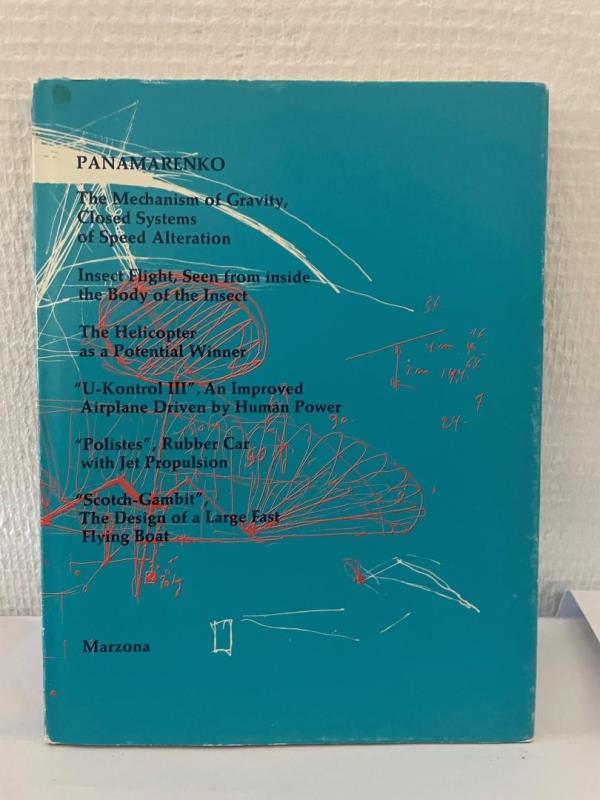 PANAMARENKO
The Mechanism of Gravity,
Closed Systems
of Speed Alteration
Insect Flight, Seen from inside
the Body of the Insect
The Helicopter
as a Potential Winner
"U-Kontrol III", An Improved
Airplane Driven by Human Power
"Polistes", Rubber Car
with Jet Propulsion
"Scotch-Gambit",
The Design of a Large Fast
Flying Boat
Marzona